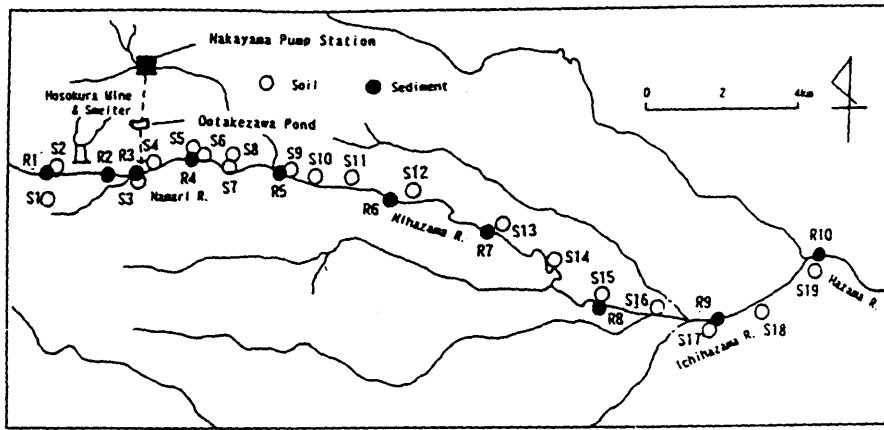 Nakayama Pump Station
Soil
Sediment
Hosokura Mine
& Smelter
0
2
4km
Ootakezawa Pond
R1
S2
R2
R3
S4
S5
S6
S8
S9
S10
S11
S12
S1
S3
Namari R.
R4
S7
R5
R6
Nihazama R.
R7
S13
S14
S15
R8
S16
R9
S17
Ichihazama R.
S18
R10
S19
Hazama R.